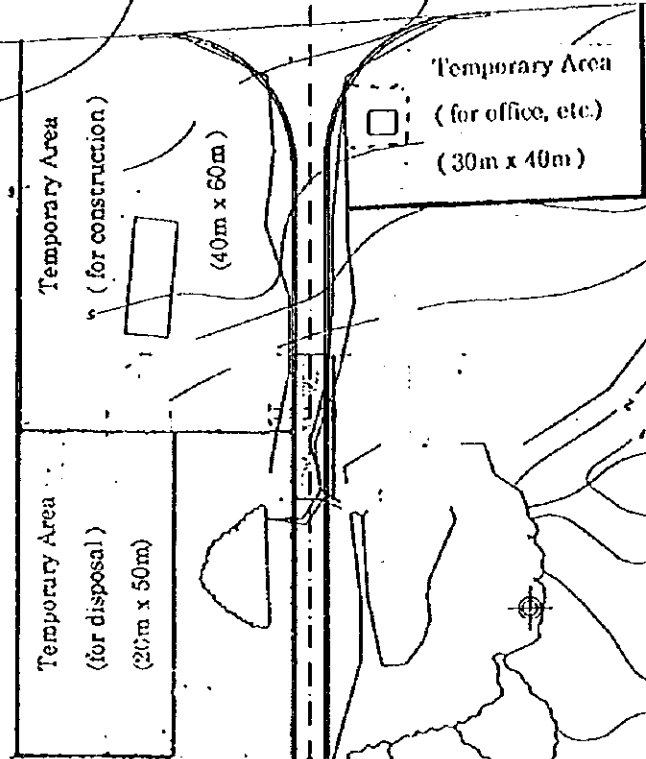 Temporary Area
( for office, etc.)
( 30m x 40m )
Temporary Area
( for construction )
(40m x 60m)
Temporary Area
(for disposal )
(20m x 50m)